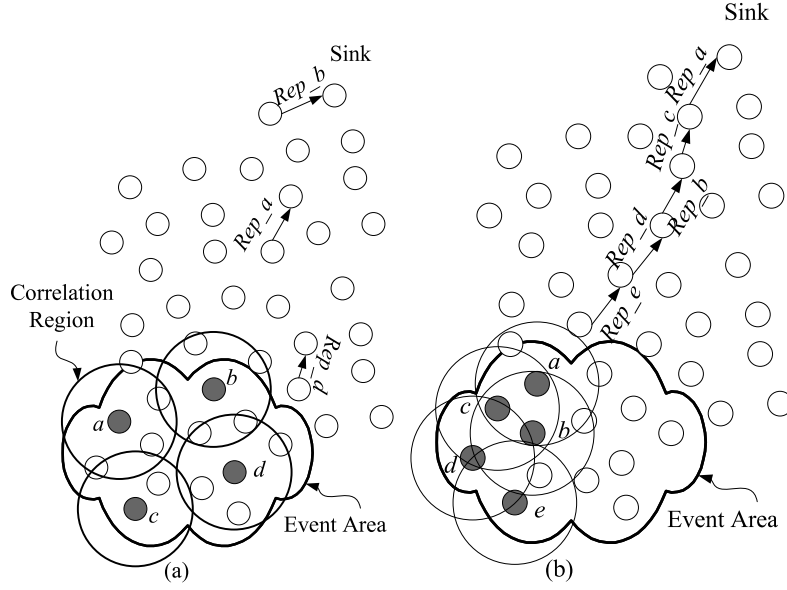 Sink
Rep_b
Rep_a
Correlation
Region
Rep_d
b
a
d
c
Event Area
(a)
Sink
Rep_a
Rep_c
Rep_b
Rep_d
Rep_e
a
c
b
d
e
Event Area
(b)